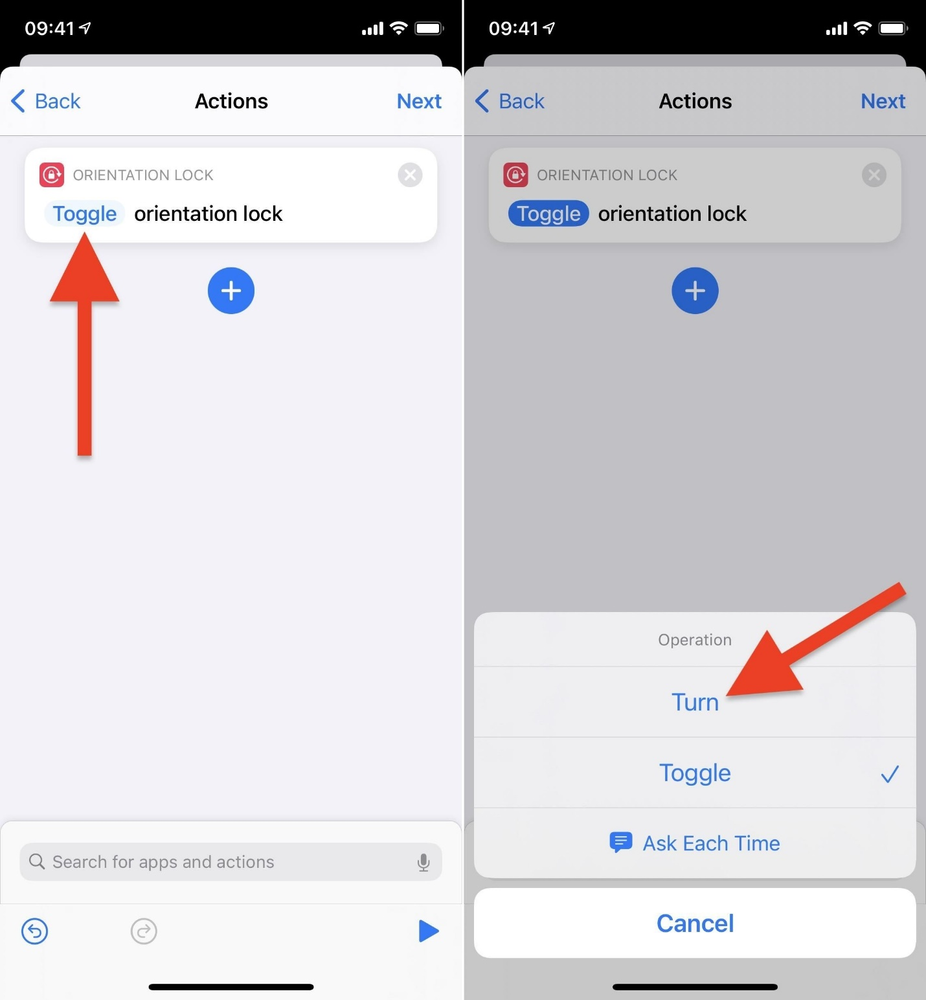 09:41
Back
Actions
Next
ORIENTATION LOCK
Toggle orientation lock
Search for apps and actions
09:41
Back
Actions
Next
ORIENTATION LOCK
Toggle orientation lock
Operation
Turn
Toggle
Ask Each Time
Cancel